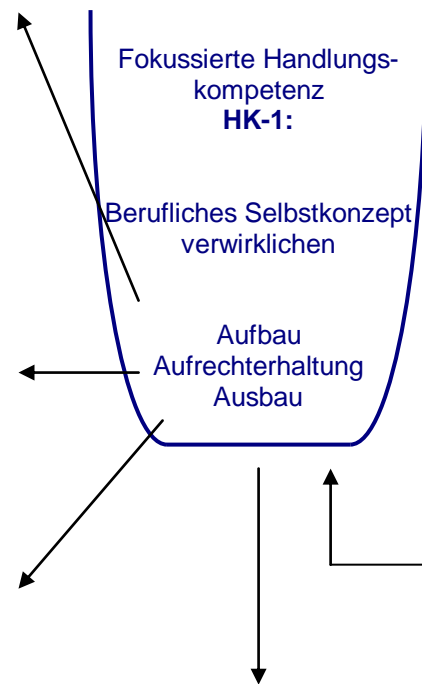 Fokussierte Handlungs-
kompetenz
HK-1:
Berufliches Selbstkonzept
verwirklichen
Aufbau
Aufrechterhaltung
Ausbau